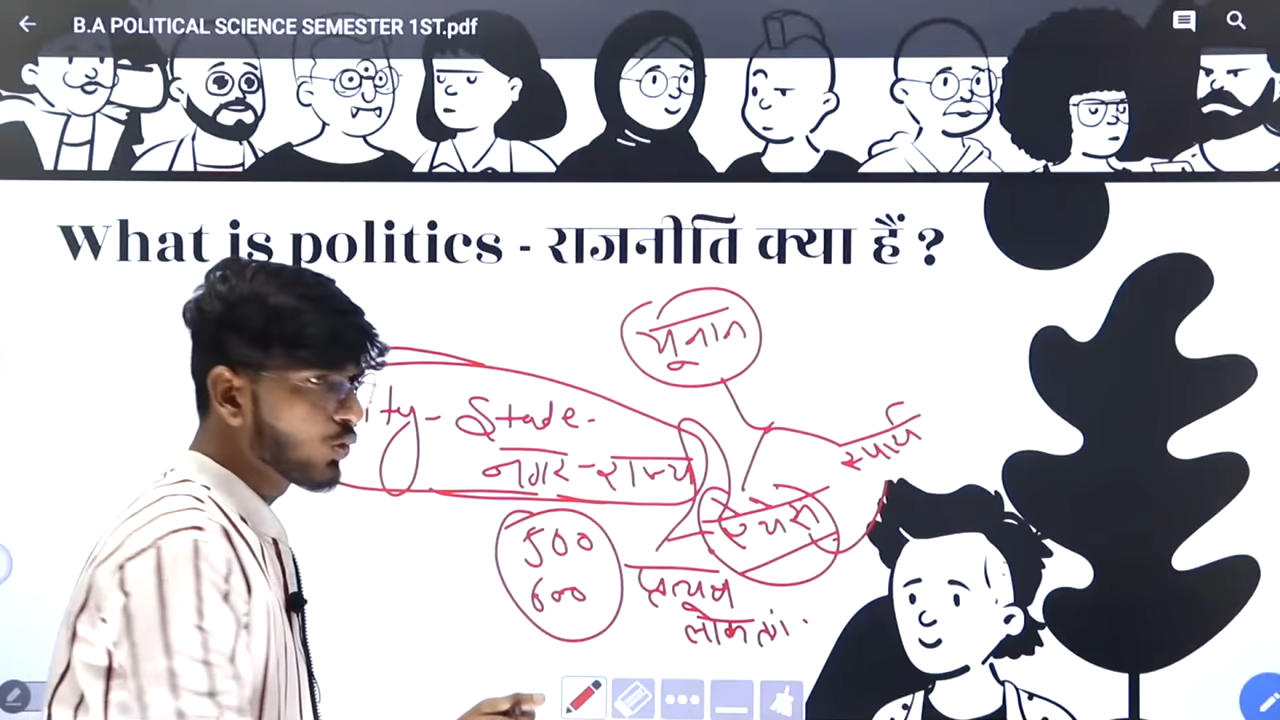 B.A POLITICAL SCIENCE SEMESTER 1ST.pdf
What is politics - राजनीति क्या हैं ?
यूनान
ity-State-
नगर-राज्य
स्पार्टा
एथेंस
500
600
प्रत्यक्ष
लोकतां.